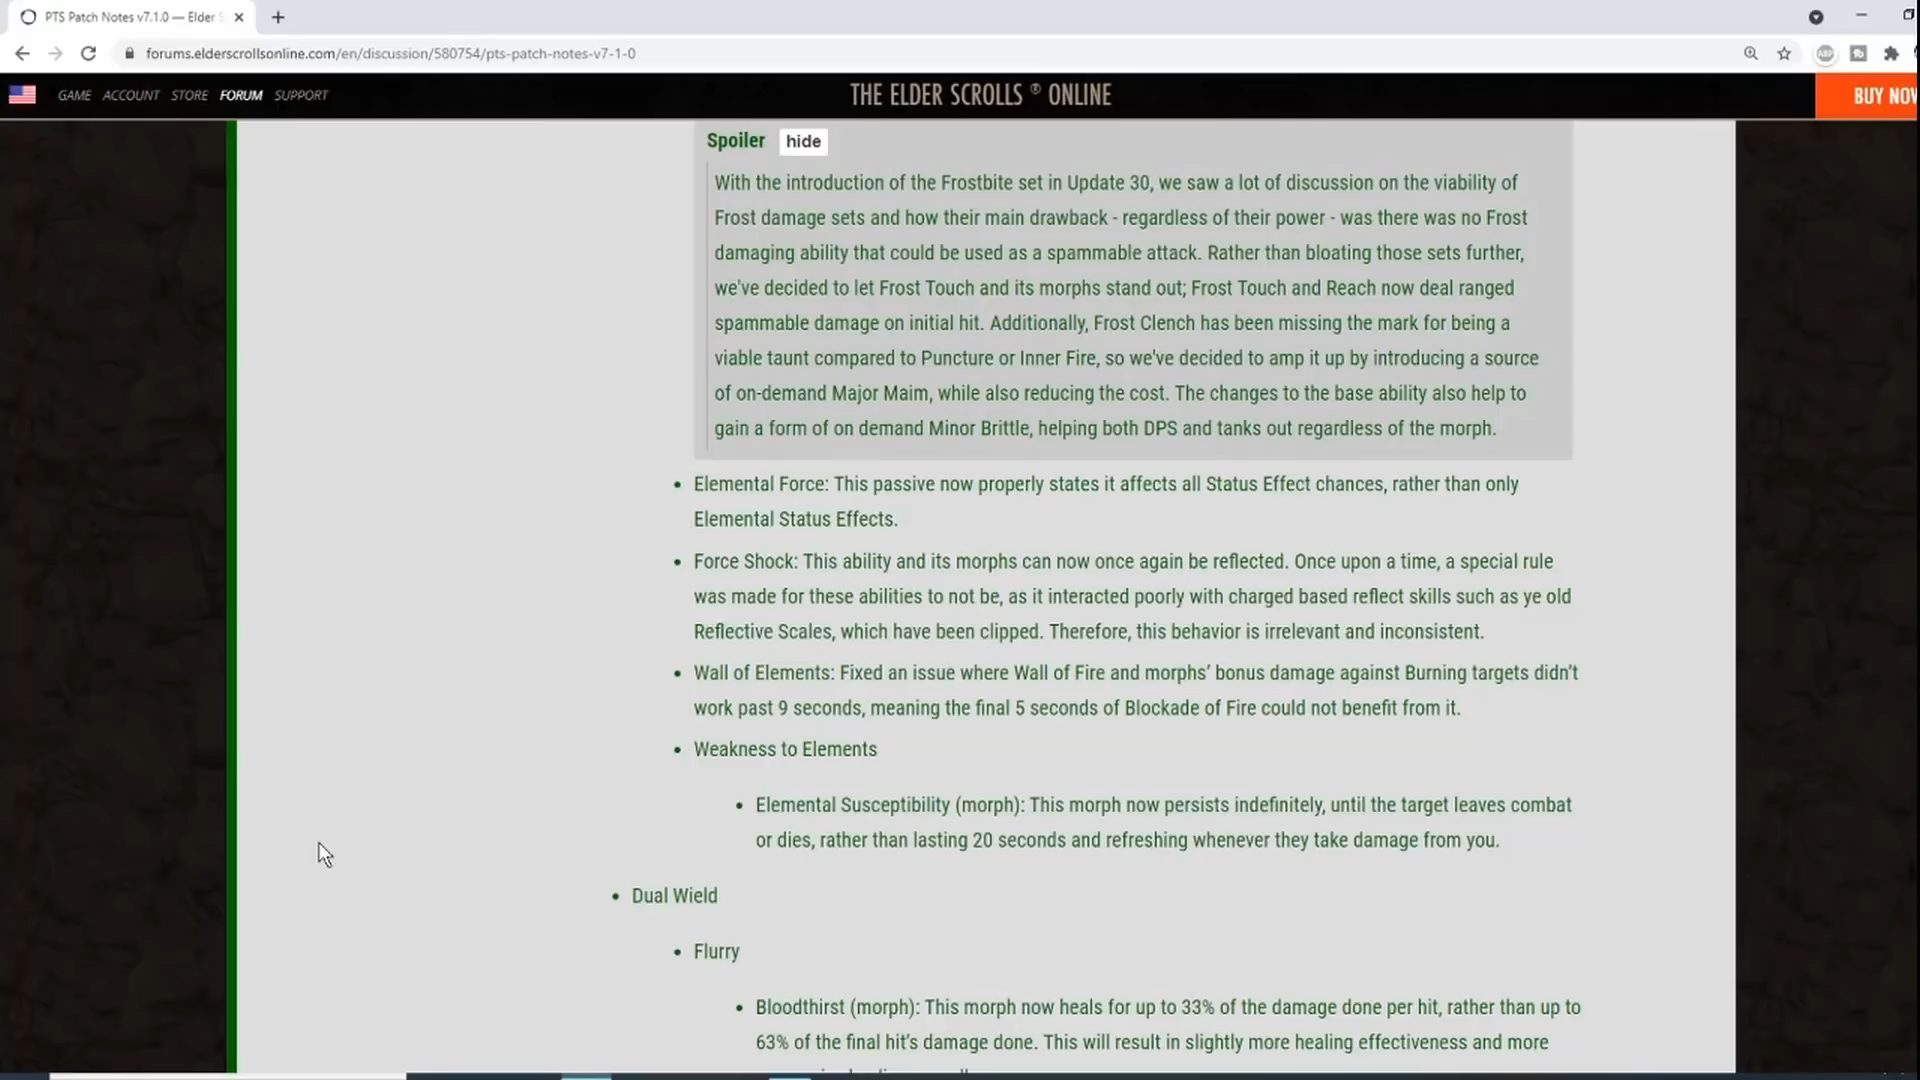 PTS Patch Notes v7.1.0 — Elder S
forums.elderscrollsonline.com/en/discussion/580754/pts-patch-notes-v7-1-0
ABP
GAME ACCOUNT STORE FORUM SUPPORT
THE ELDER SCROLLS ® ONLINE
BUY NOW
Spoiler hide
With the introduction of the Frostbite set in Update 30, we saw a lot of discussion on the viability of
Frost damage sets and how their main drawback - regardless of their power - was there was no Frost
damaging ability that could be used as a spammable attack. Rather than bloating those sets further,
we've decided to let Frost Touch and its morphs stand out; Frost Touch and Reach now deal ranged
spammable damage on initial hit. Additionally, Frost Clench has been missing the mark for being a
viable taunt compared to Puncture or Inner Fire, so we've decided to amp it up by introducing a source
of on-demand Major Maim, while also reducing the cost. The changes to the base ability also help to
gain a form of on demand Minor Brittle, helping both DPS and tanks out regardless of the morph.
• Elemental Force: This passive now properly states it affects all Status Effect chances, rather than only
Elemental Status Effects.
• Force Shock: This ability and its morphs can now once again be reflected. Once upon a time, a special rule
was made for these abilities to not be, as it interacted poorly with charged based reflect skills such as ye old
Reflective Scales, which have been clipped. Therefore, this behavior is irrelevant and inconsistent.
• Wall of Elements: Fixed an issue where Wall of Fire and morphs’ bonus damage against Burning targets didn’t
work past 9 seconds, meaning the final 5 seconds of Blockade of Fire could not benefit from it.
• Weakness to Elements
• Elemental Susceptibility (morph): This morph now persists indefinitely, until the target leaves combat
or dies, rather than lasting 20 seconds and refreshing whenever they take damage from you.
• Dual Wield
• Flurry
• Bloodthirst (morph): This morph now heals for up to 33% of the damage done per hit, rather than up to
63% of the final hit’s damage done. This will result in slightly more healing effectiveness and more